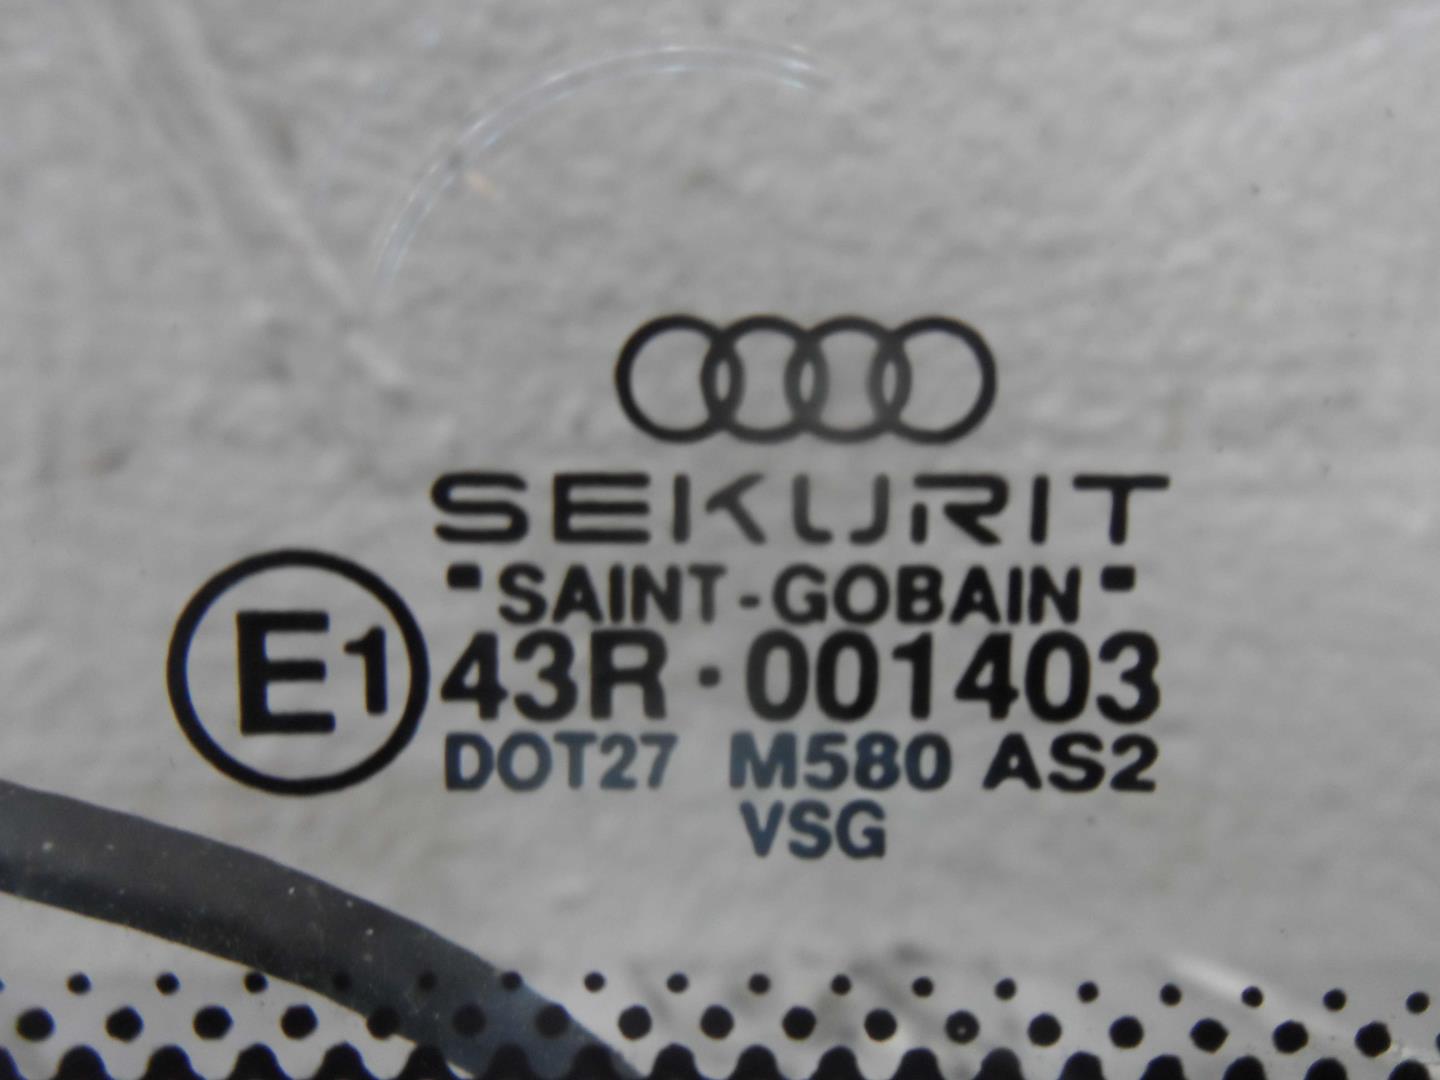 SEKURIT
"SAINT-GOBAIN"
E1 43R·001403
DOT27 M580 AS2
VSG